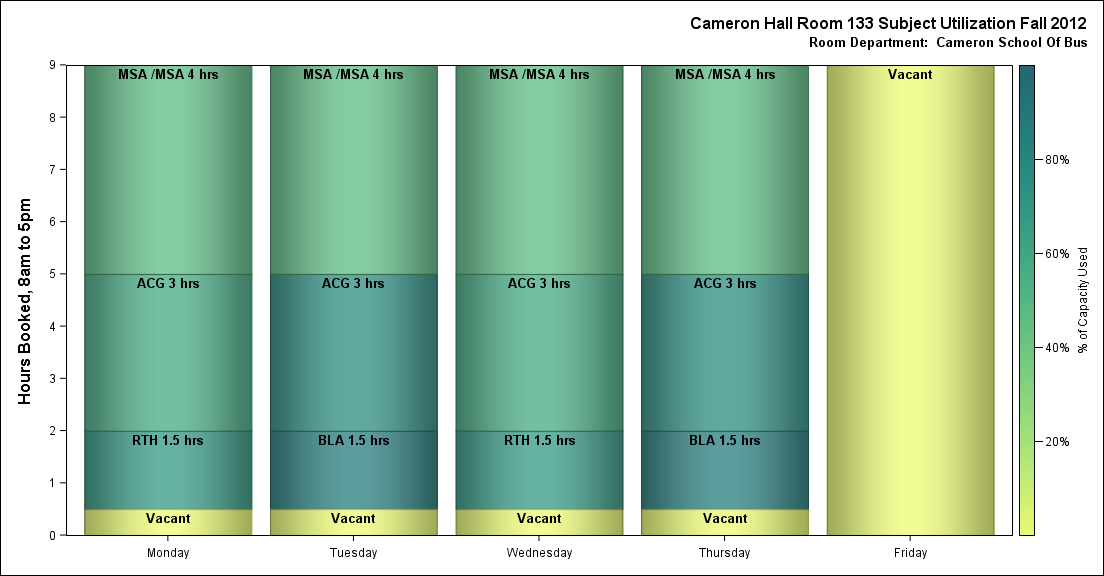 Cameron Hall Room 133 Subject Utilization Fall 2012
Room Department:  Cameron School Of Bus
Hours Booked, 8am to 5pm
9
8
7
6
5
4
3
2
1
0
MSA /MSA 4 hrs
MSA /MSA 4 hrs
MSA /MSA 4 hrs
MSA /MSA 4 hrs
Vacant
ACG 3 hrs
ACG 3 hrs
ACG 3 hrs
ACG 3 hrs
RTH 1.5 hrs
BLA 1.5 hrs
RTH 1.5 hrs
BLA 1.5 hrs
Vacant
Vacant
Vacant
Vacant
Monday
Tuesday
Wednesday
Thursday
Friday
80%
60%
40%
20%
% of Capacity Used